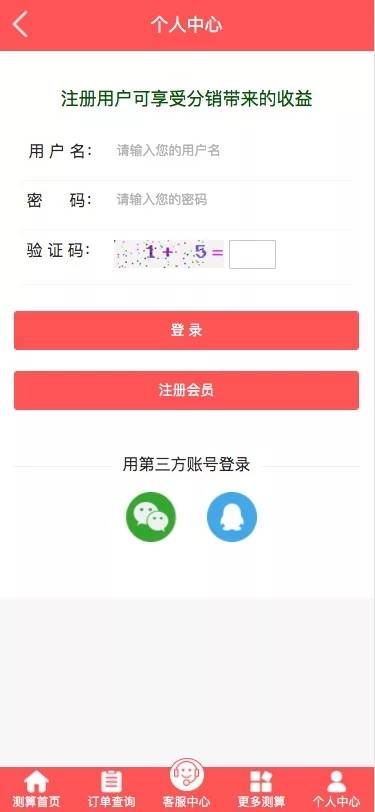 个人中心
注册用户可享受分销带来的收益
用 户 名： 请输入您的用户名
密 码： 请输入您的密码
验 证 码： 1 + 5 =
登 录
注册会员
用第三方账号登录
测算首页 订单查询 客服中心 更多测算 个人中心